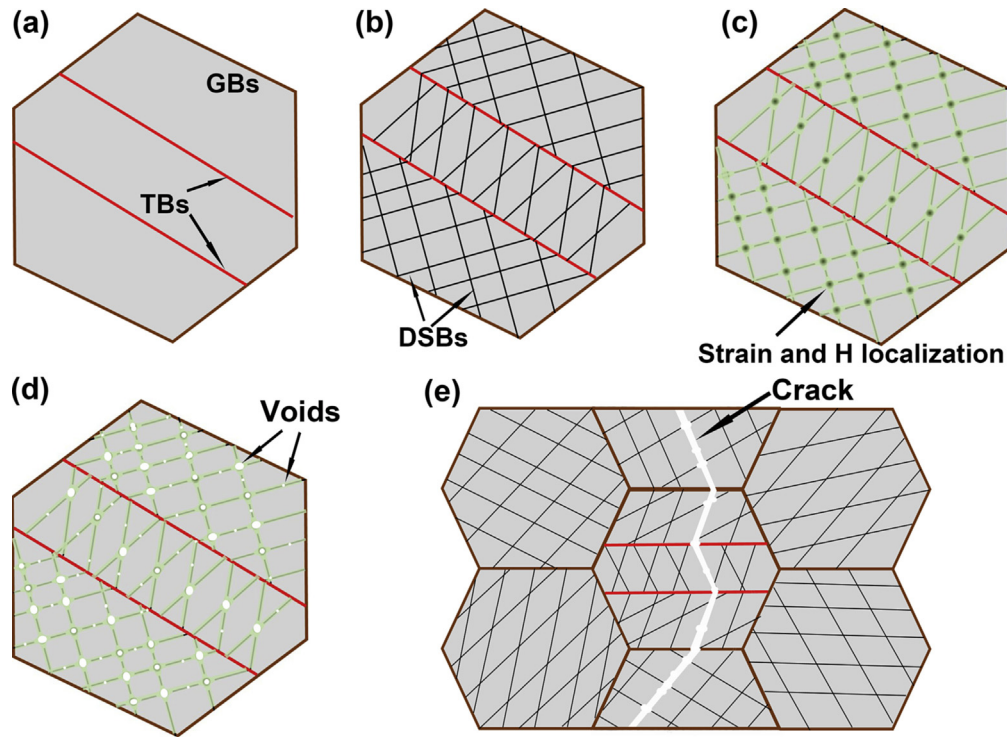 (a)
GBs
TBs
(b)
DSBs
(c)
Strain and H localization
(d)
Voids
(e)
Crack